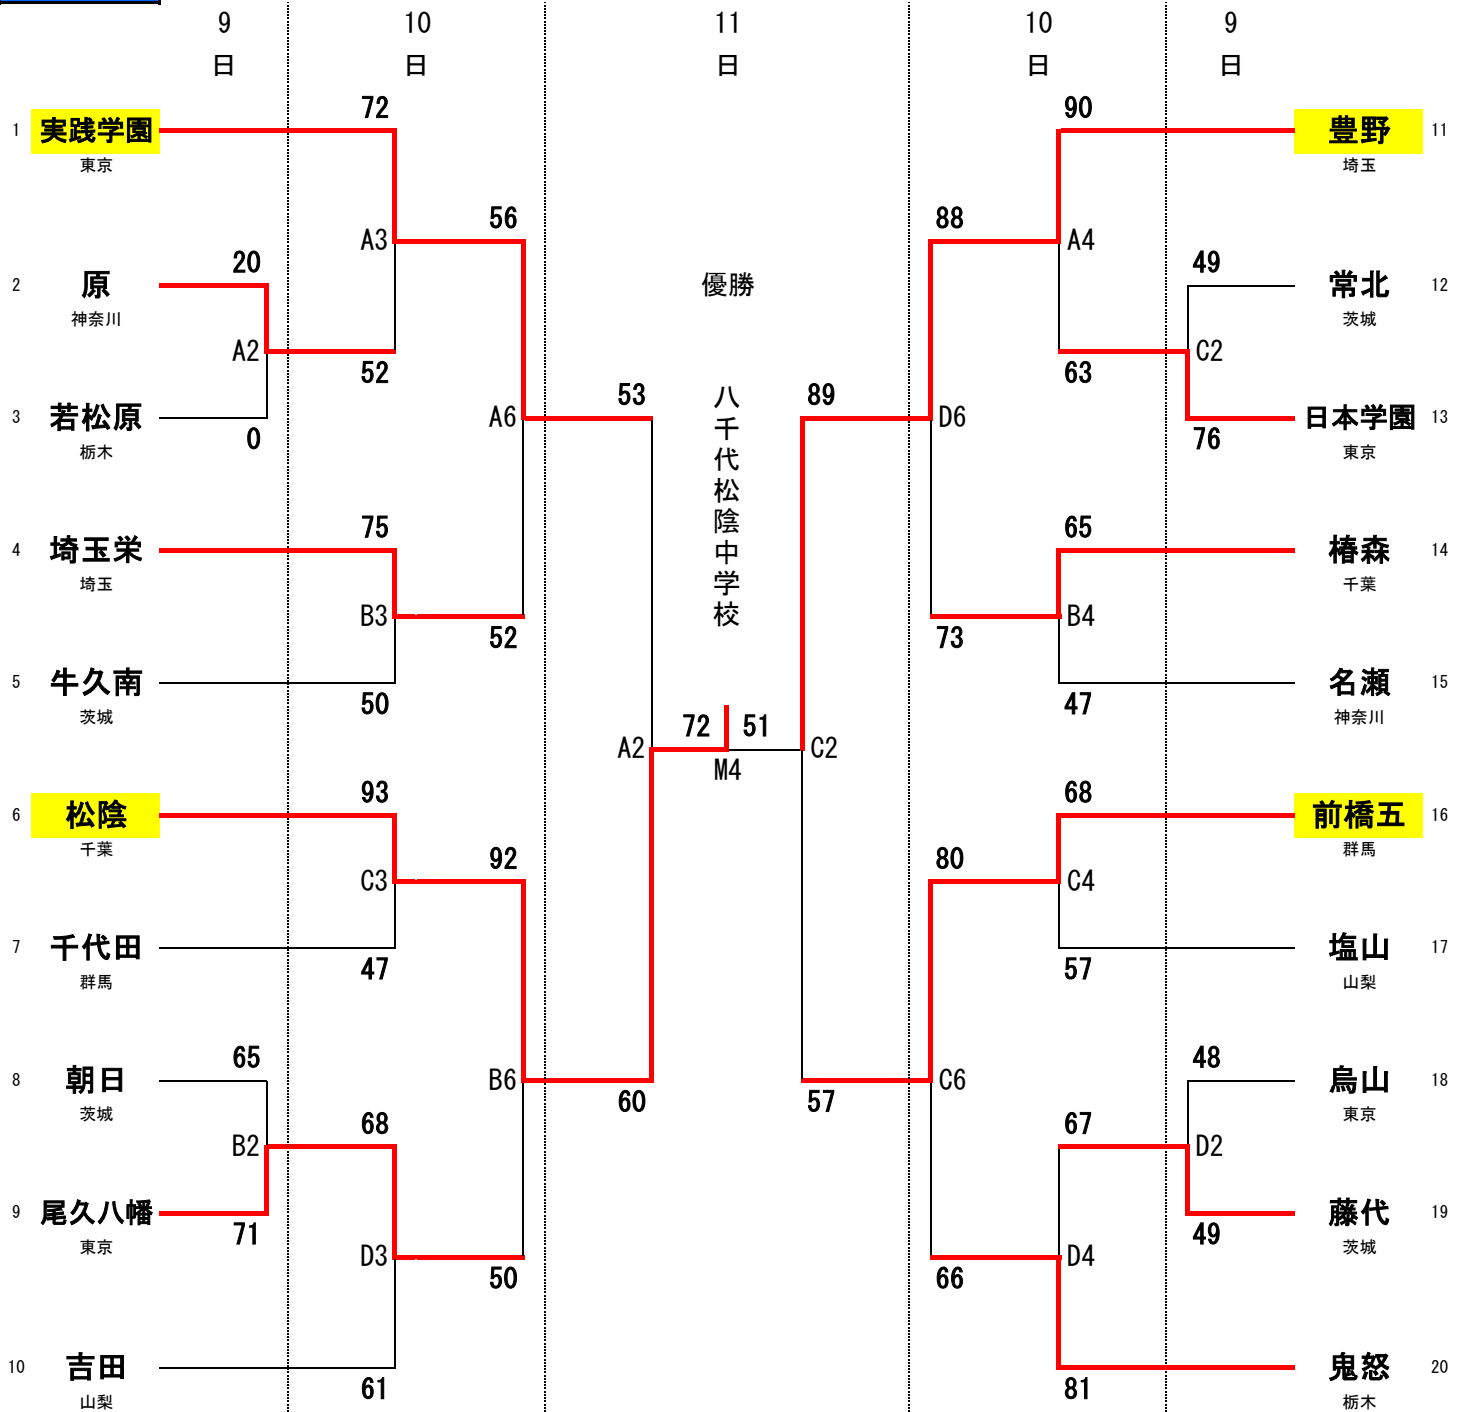 9 10 11 10 9
日 日 日 日 日
72 90
1 実践学園 豊野 11
東京 埼玉
56 88
A3 A4
20 49
2 原 優勝 常北 12
神奈川 茨城
A2 C2
52 63
53 八千代松陰中学校 89
3 若松原 A6 D6 日本学園 13
0 76
栃木 東京
75 65
4 埼玉栄 椿森 14
埼玉 千葉
B3 B4
52 73
5 牛久南 名瀬 15
50 47
茨城 神奈川
72 51
A2 C2
M4
93 68
6 松陰 前橋五 16
千葉 群馬
92 80
C3 C4
7 千代田 塩山 17
47 57
群馬 山梨
65 48
8 朝日 B6 C6 烏山 18
60 57
茨城 東京
68 67
B2 D2
9 尾久八幡 藤代 19
71 49
東京 茨城
D3 D4
50 66
10 吉田 鬼怒 20
61 81
山梨 栃木